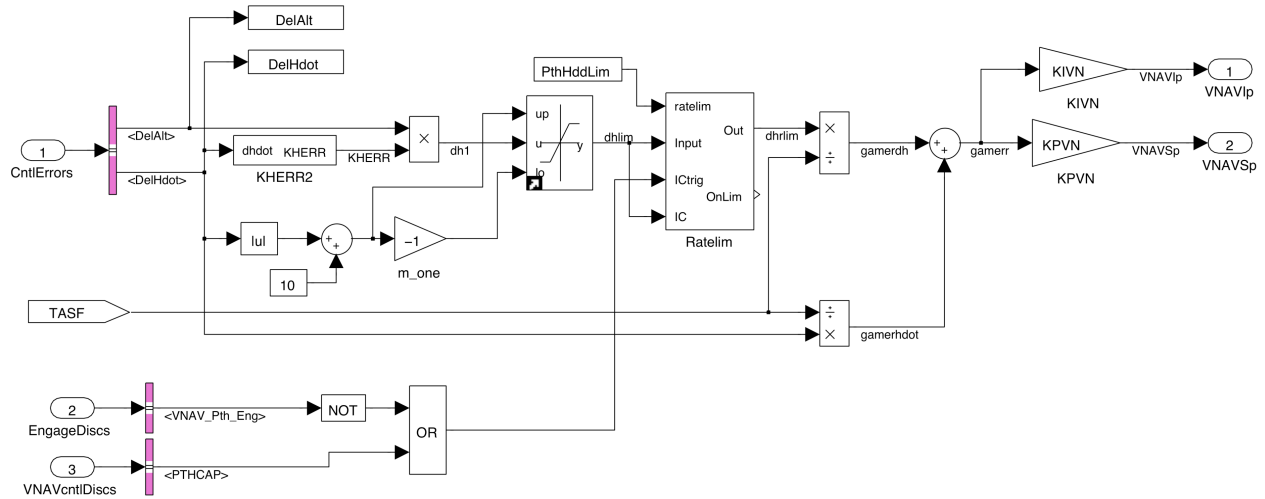 DelAlt
DelHdot
PthHddLim
KIVN
KIVN
VNAVIp
1
VNAVIp
1
CntlErrors
<DelAlt>
<DelHdot>
dhdot KHERR
KHERR2
KHERR
×
dh1
up
u
lo
y
dhlim
ratelim
Input
ICtrig
IC
Out
OnLim
Ratelim
dhrlim
×
÷
gamerdh
+
+
gamerr
KPVN
KPVN
VNAVSp
2
VNAVSp
|u|
+
+
10
−1
m_one
TASF
÷
×
gamerhdot
2
EngageDiscs
<VNAV_Pth_Eng>
NOT
OR
3
VNAVcntlDiscs
<PTHCAP>